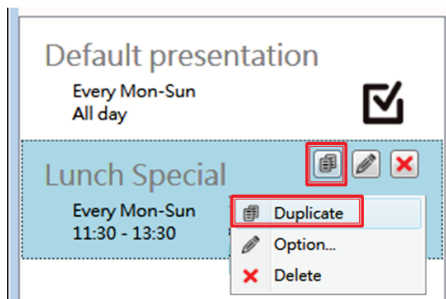 Default presentation
Every Mon-Sun
All day
Lunch Special
Every Mon-Sun
11:30 - 13:30
Duplicate
Option...
Delete